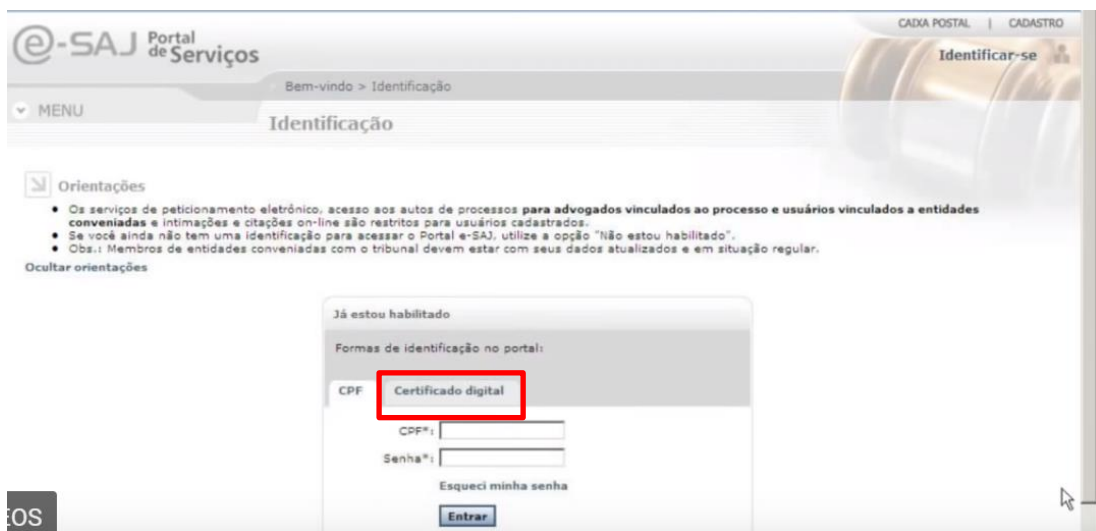 CAIXA POSTAL | CADASTRO
e-SAJ Portal de Serviços
Identificar-se
Bem-vindo > Identificação
MENU
Identificação
Orientações
• Os serviços de peticionamento eletrônico, acesso aos autos de processos para advogados vinculados ao processo e usuários vinculados a entidades
conveniadas e intimações e citações on-line são restritos para usuários cadastrados.
• Se você ainda não tem uma identificação para acessar o Portal e-SAJ, utilize a opção "Não estou habilitado".
• Obs.: Membros de entidades conveniadas com o tribunal devem estar com seus dados atualizados e em situação regular.
Ocultar orientações
Já estou habilitado
Formas de identificação no portal:
CPF Certificado digital
CPF*:
Senha*:
Esqueci minha senha
Entrar